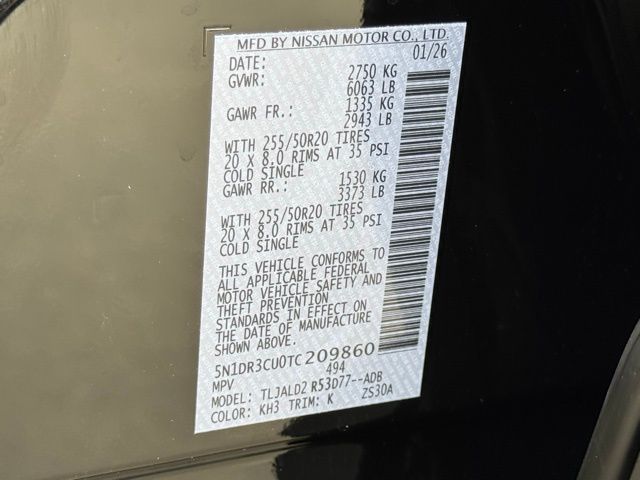 MFD BY NISSAN MOTOR CO., LTD.
DATE: 01/26
GVWR: 2750 KG
6063 LB
GAWR FR.: 1335 KG
2943 LB
WITH 255/50R20 TIRES
20 X 8.0 RIMS AT 35 PSI
COLD SINGLE
GAWR RR.: 1530 KG
3373 LB
WITH 255/50R20 TIRES
20 X 8.0 RIMS AT 35 PSI
COLD SINGLE
THIS VEHICLE CONFORMS TO
ALL APPLICABLE FEDERAL
MOTOR VEHICLE SAFETY AND
THEFT PREVENTION
STANDARDS IN EFFECT ON
THE DATE OF MANUFACTURE
SHOWN ABOVE.
5N1DR3CU0TC209860
MPV 494
MODEL: TLJALD2 R53D77--ADB
COLOR: KH3 TRIM: K ZS30A